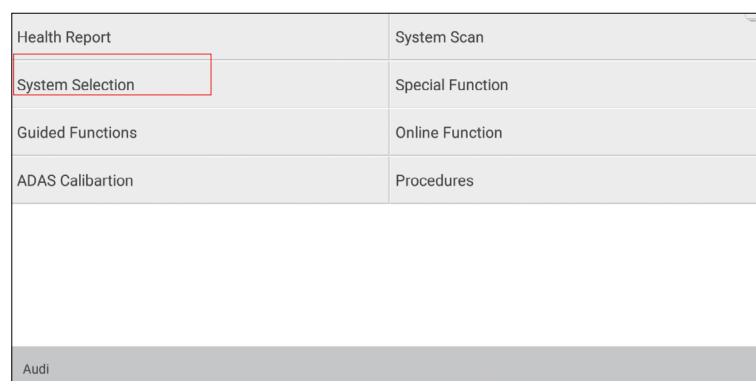 Health Report
System Scan
System Selection
Special Function
Guided Functions
Online Function
ADAS Calibartion
Procedures
Audi